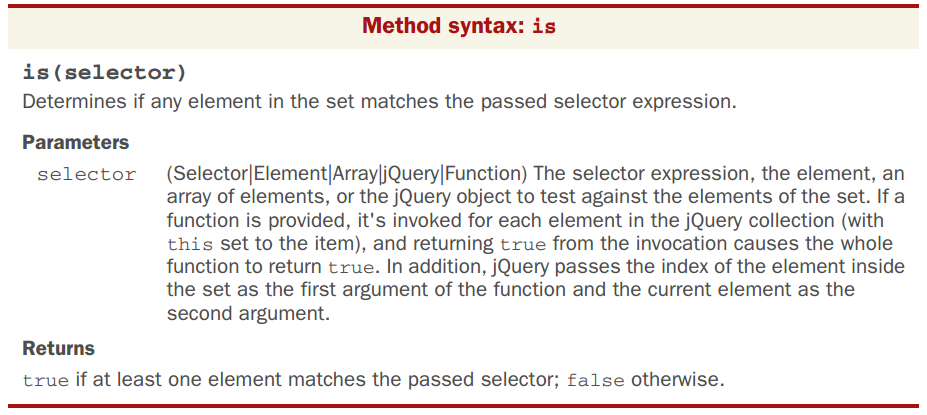 Method syntax: is
is(selector)
Determines if any element in the set matches the passed selector expression.
Parameters
selector (Selector|Element|Array|jQuery|Function) The selector expression, the element, an
array of elements, or the jQuery object to test against the elements of the set. If a
function is provided, it's invoked for each element in the jQuery collection (with
this set to the item), and returning true from the invocation causes the whole
function to return true. In addition, jQuery passes the index of the element inside
the set as the first argument of the function and the current element as the
second argument.
Returns
true if at least one element matches the passed selector; false otherwise.